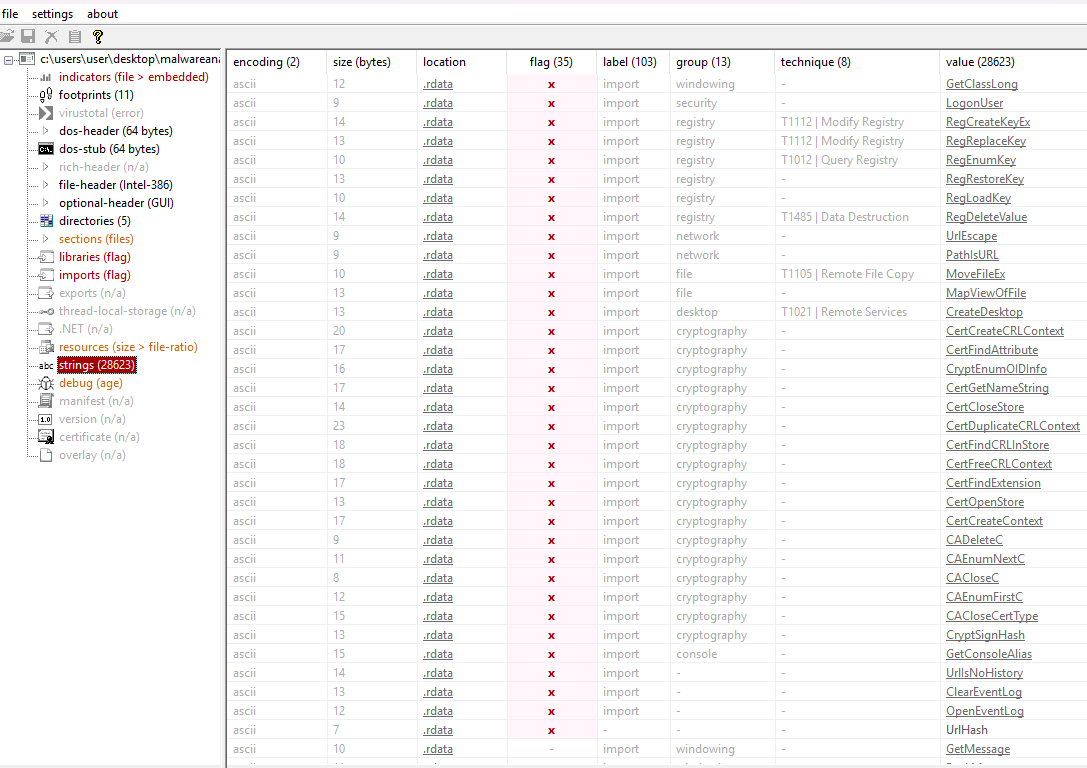 file settings about
c:\users\user\desktop\malwareana
indicators (file > embedded)
footprints (11)
virustotal (error)
dos-header (64 bytes)
dos-stub (64 bytes)
rich-header (n/a)
file-header (Intel-386)
optional-header (GUI)
directories (5)
sections (files)
libraries (flag)
imports (flag)
exports (n/a)
thread-local-storage (n/a)
.NET (n/a)
resources (size > file-ratio)
abc strings (28623)
debug (age)
manifest (n/a)
1.0 version (n/a)
certificate (n/a)
overlay (n/a)
encoding (2) size (bytes) location flag (35) label (103) group (13) technique (8) value (28623)
ascii 12 .rdata x import windowing - GetClassLong
ascii 9 .rdata x import security - LogonUser
ascii 14 .rdata x import registry T1112 | Modify Registry RegCreateKeyEx
ascii 13 .rdata x import registry T1112 | Modify Registry RegReplaceKey
ascii 10 .rdata x import registry T1012 | Query Registry RegEnumKey
ascii 13 .rdata x import registry - RegRestoreKey
ascii 10 .rdata x import registry - RegLoadKey
ascii 14 .rdata x import registry T1485 | Data Destruction RegDeleteValue
ascii 9 .rdata x import network - UrlEscape
ascii 9 .rdata x import network - PathIsURL
ascii 10 .rdata x import file T1105 | Remote File Copy MoveFileEx
ascii 13 .rdata x import file - MapViewOfFile
ascii 13 .rdata x import desktop T1021 | Remote Services CreateDesktop
ascii 20 .rdata x import cryptography - CertCreateCRLContext
ascii 17 .rdata x import cryptography - CertFindAttribute
ascii 16 .rdata x import cryptography - CryptEnumOIDInfo
ascii 17 .rdata x import cryptography - CertGetNameString
ascii 14 .rdata x import cryptography - CertCloseStore
ascii 23 .rdata x import cryptography - CertDuplicateCRLContext
ascii 18 .rdata x import cryptography - CertFindCRLInStore
ascii 18 .rdata x import cryptography - CertFreeCRLContext
ascii 17 .rdata x import cryptography - CertFindExtension
ascii 13 .rdata x import cryptography - CertOpenStore
ascii 17 .rdata x import cryptography - CertCreateContext
ascii 9 .rdata x import cryptography - CADeleteC
ascii 11 .rdata x import cryptography - CAEnumNextC
ascii 8 .rdata x import cryptography - CACloseC
ascii 12 .rdata x import cryptography - CAEnumFirstC
ascii 15 .rdata x import cryptography - CACloseCertType
ascii 13 .rdata x import cryptography - CryptSignHash
ascii 15 .rdata x import console - GetConsoleAlias
ascii 14 .rdata x import - - UrlIsNoHistory
ascii 13 .rdata x import - - ClearEventLog
ascii 12 .rdata x import - - OpenEventLog
ascii 7 .rdata x - - - UrlHash
ascii 10 .rdata - import windowing - GetMessage